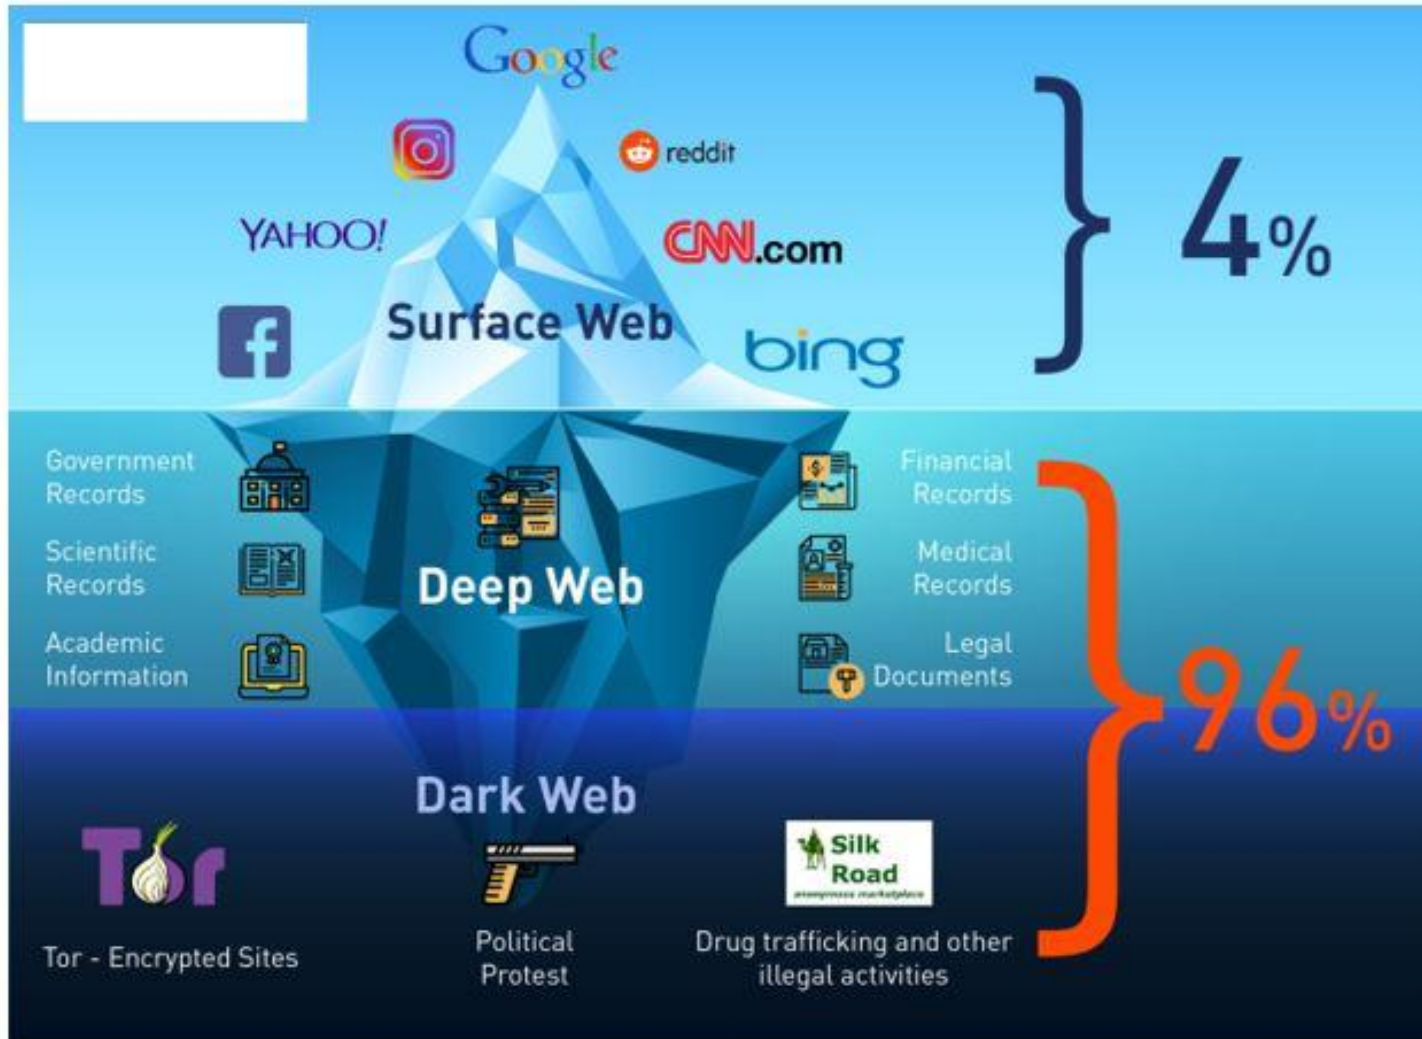 Google
reddit
YAHOO!
CNN.com
Surface Web
bing
4%
Government
Records
Scientific
Records
Academic
Information
Deep Web
Financial
Records
Medical
Records
Legal
Documents
96%
Dark Web
Tor
Tor - Encrypted Sites
Political
Protest
Silk
Road
anonymous marketplace
Drug trafficking and other
illegal activities